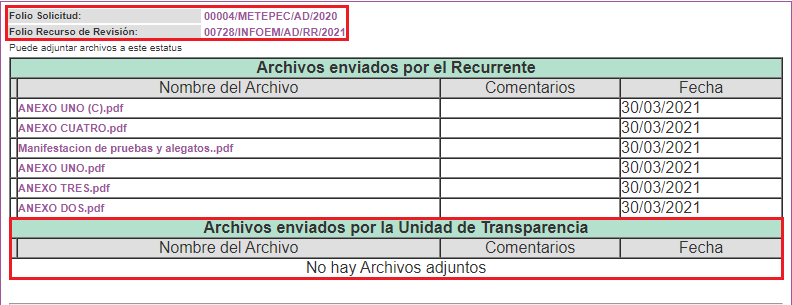 Folio Solicitud: 00004/METEPEC/AD/2020
Folio Recurso de Revisión: 00728/INFOEM/AD/RR/2021
Puede adjuntar archivos a este estatus
Archivos enviados por el Recurrente
Nombre del Archivo Comentarios Fecha
ANEXO UNO (C).pdf 30/03/2021
ANEXO CUATRO.pdf 30/03/2021
Manifestacion de pruebas y alegatos..pdf 30/03/2021
ANEXO UNO.pdf 30/03/2021
ANEXO TRES.pdf 30/03/2021
ANEXO DOS.pdf 30/03/2021
Archivos enviados por la Unidad de Transparencia
Nombre del Archivo Comentarios Fecha
No hay Archivos adjuntos